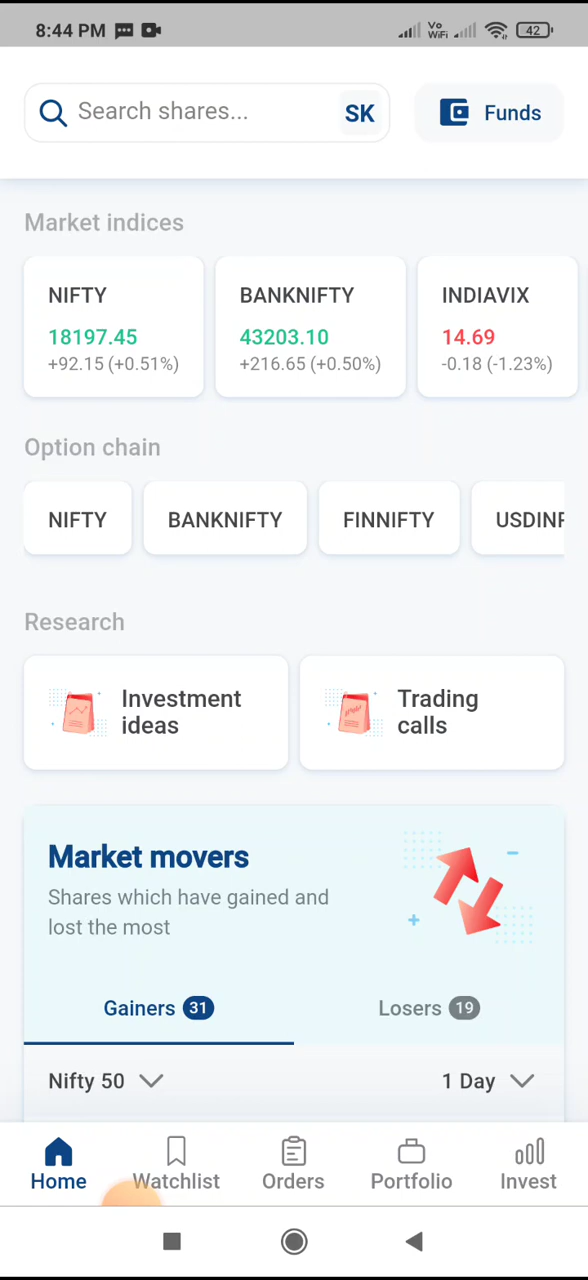 8:44 PM
Vo WiFi 42
Search shares... SK
Funds
Market indices
NIFTY
18197.45
+92.15 (+0.51%)
BANKNIFTY
43203.10
+216.65 (+0.50%)
INDIAVIX
14.69
-0.18 (-1.23%)
Option chain
NIFTY
BANKNIFTY
FINNIFTY
USDINF
Research
Investment
ideas
Trading
calls
Market movers
Shares which have gained and
lost the most
Gainers 31
Losers 19
Nifty 50
1 Day
Home
Watchlist
Orders
Portfolio
Invest